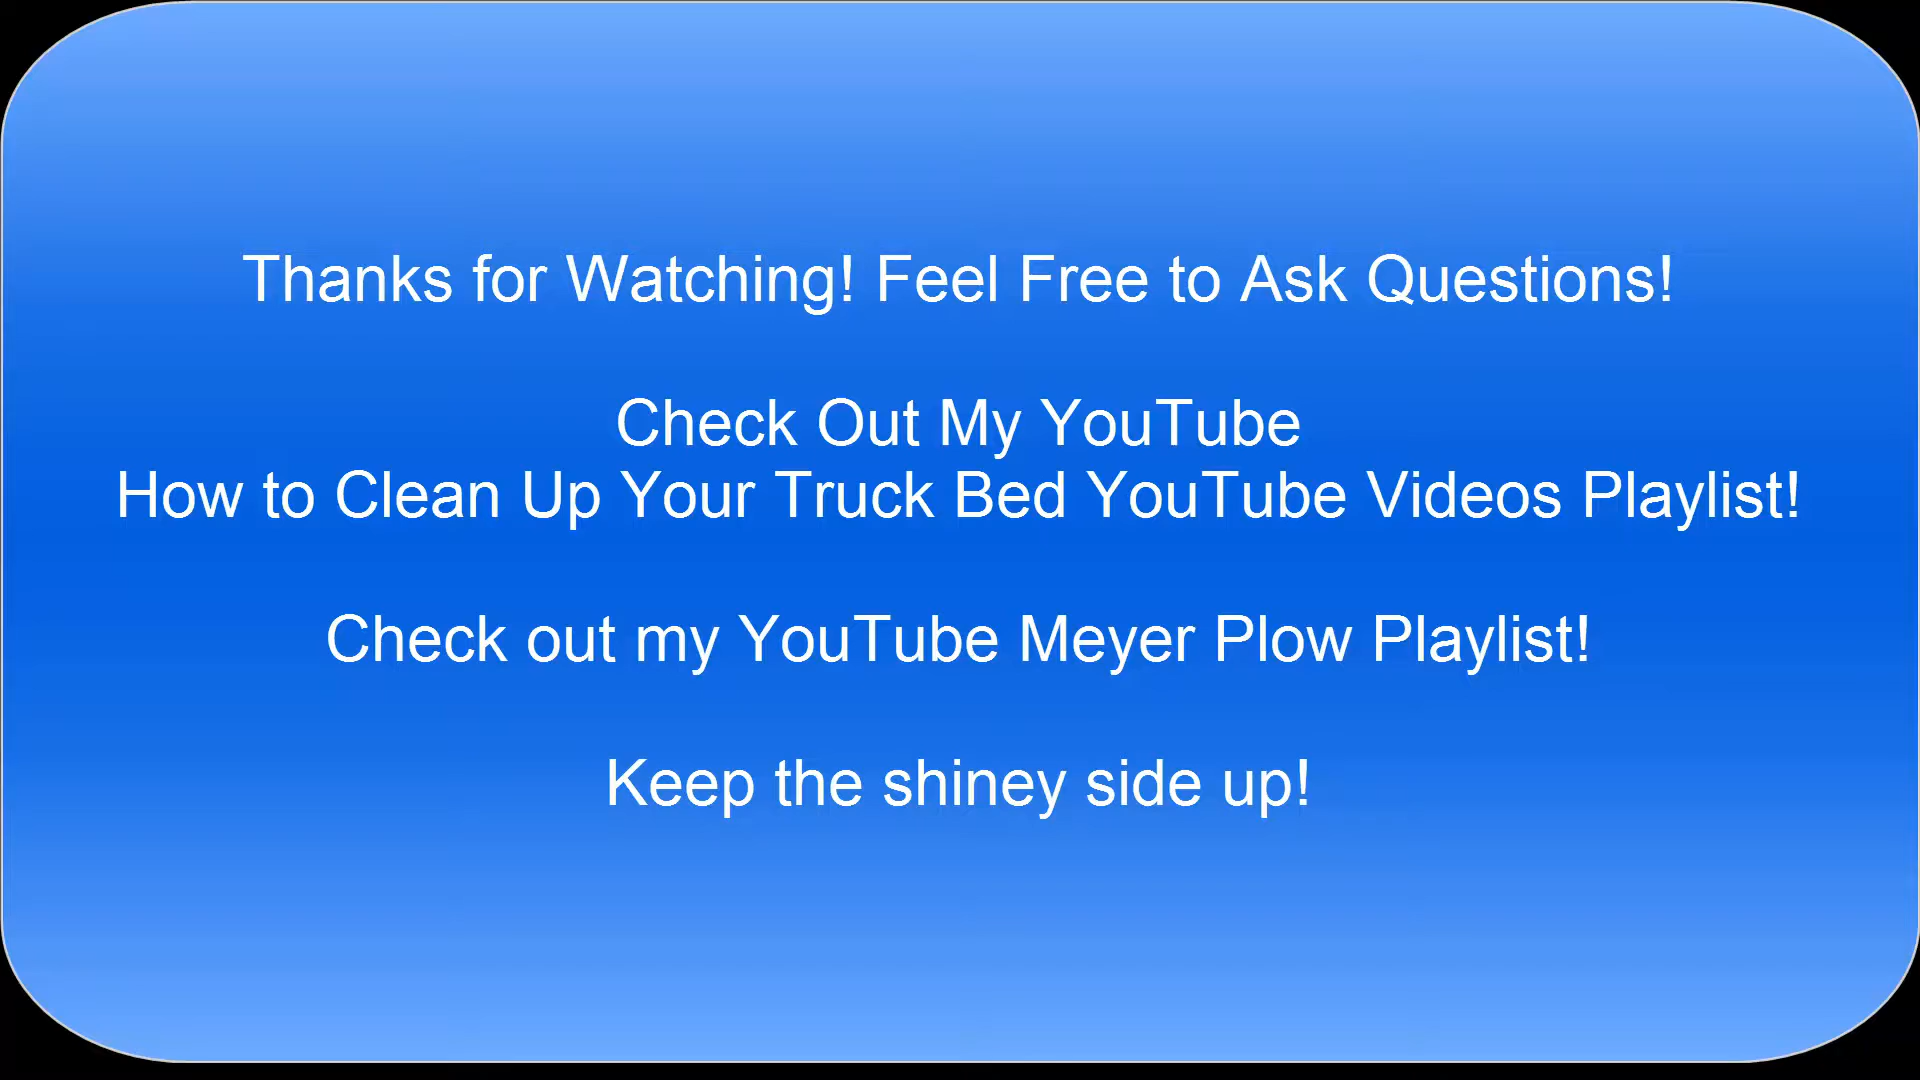 Thanks for Watching! Feel Free to Ask Questions!
Check Out My YouTube
How to Clean Up Your Truck Bed YouTube Videos Playlist!
Check out my YouTube Meyer Plow Playlist!
Keep the shiney side up!